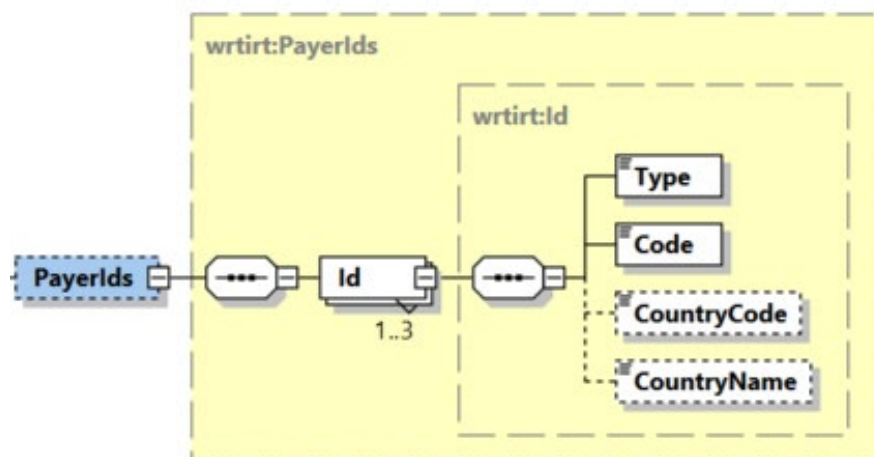 wrtirt:PayerIds
wrtirt:Id
Type
Code
PayerIds
Id
1..3
CountryCode
CountryName